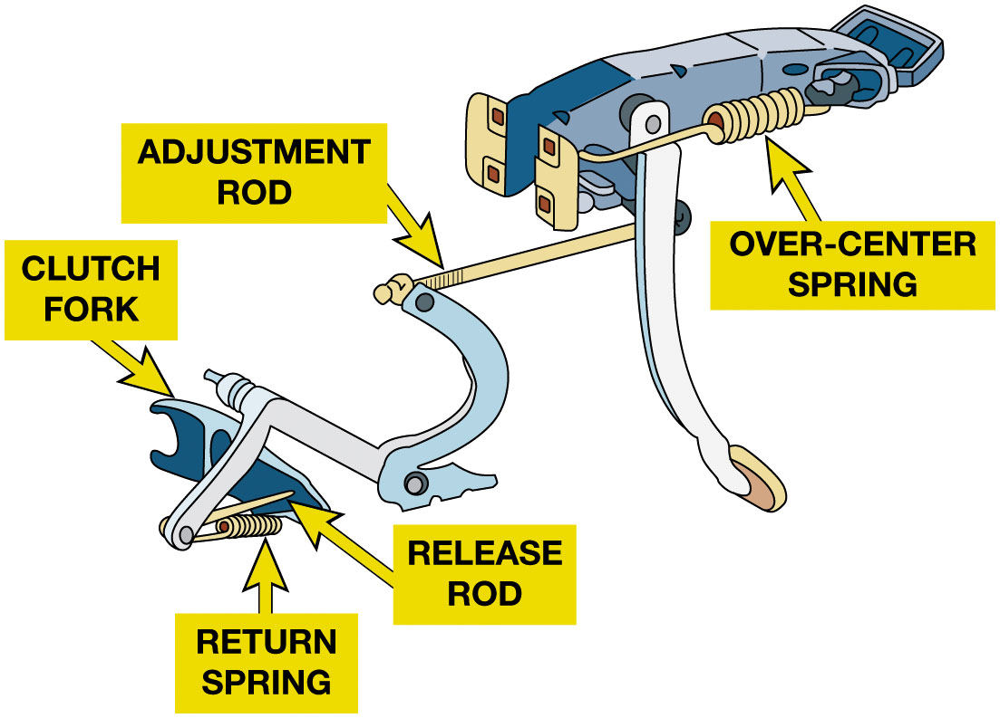 ADJUSTMENT
ROD
CLUTCH
FORK
OVER-CENTER
SPRING
RELEASE
ROD
RETURN
SPRING